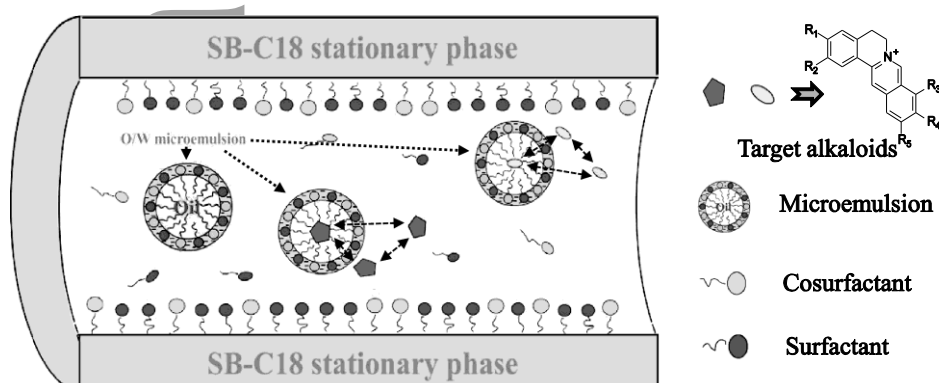 SB-C18 stationary phase
O/W microemulsion
Oil
SB-C18 stationary phase
R1
R2
N+
R3
R4
R5
Target alkaloids
Oil
Microemulsion
Cosurfactant
Surfactant